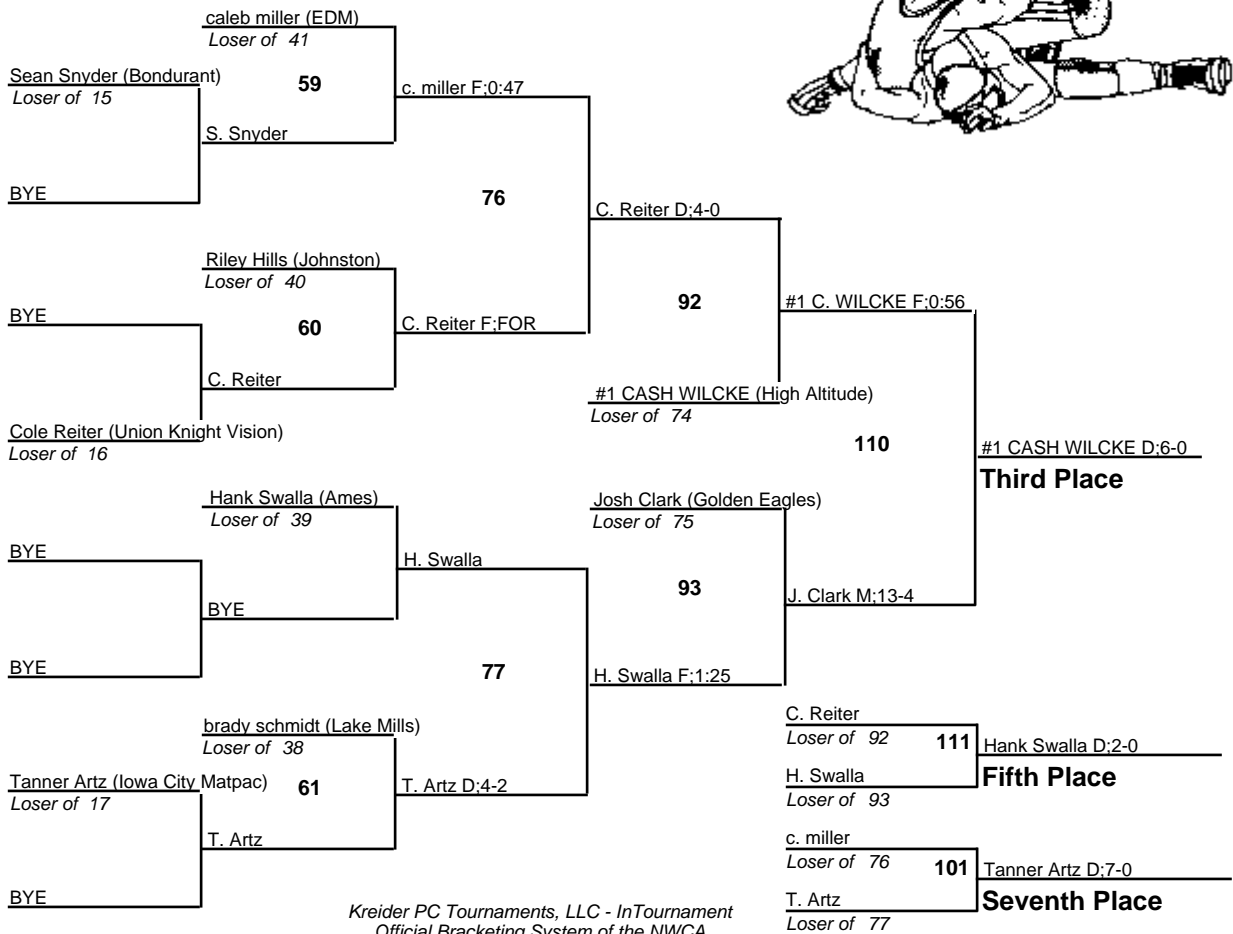 caleb miller (EDM)
Loser of 41
Sean Snyder (Bondurant)
Loser of 15
59
c. miller F;0:47
S. Snyder
BYE
76
C. Reiter D;4-0
Riley Hills (Johnston)
Loser of 40
BYE
60
C. Reiter F;FOR
92
#1 C. WILCKE F;0:56
C. Reiter
#1 CASH WILCKE (High Altitude)
Loser of 74
Cole Reiter (Union Knight Vision)
Loser of 16
110
#1 CASH WILCKE D;6-0
Third Place
Hank Swalla (Ames)
Loser of 39
Josh Clark (Golden Eagles)
Loser of 75
BYE
H. Swalla
93
BYE
J. Clark M;13-4
BYE
77
H. Swalla F;1:25
brady schmidt (Lake Mills)
Loser of 38
C. Reiter
Loser of 92
111
Hank Swalla D;2-0
Fifth Place
H. Swalla
Loser of 93
Tanner Artz (Iowa City Matpac)
Loser of 17
61
T. Artz D;4-2
T. Artz
c. miller
Loser of 76
101
Tanner Artz D;7-0
Seventh Place
T. Artz
Loser of 77
BYE
Kreider PC Tournaments, LLC - InTournament
Official Bracketing System of the NWCA